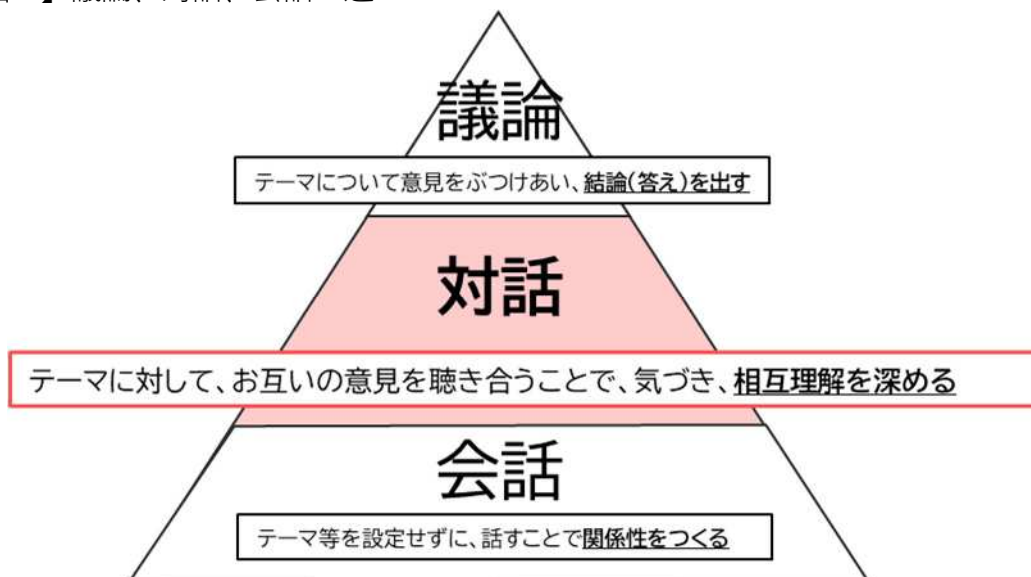 議論
テーマについて意見をぶつけあい、結論(答え)を出す
対話
テーマに対して、お互いの意見を聴き合うことで、気づき、相互理解を深める
会話
テーマ等を設定せずに、話すことで関係性をつくる